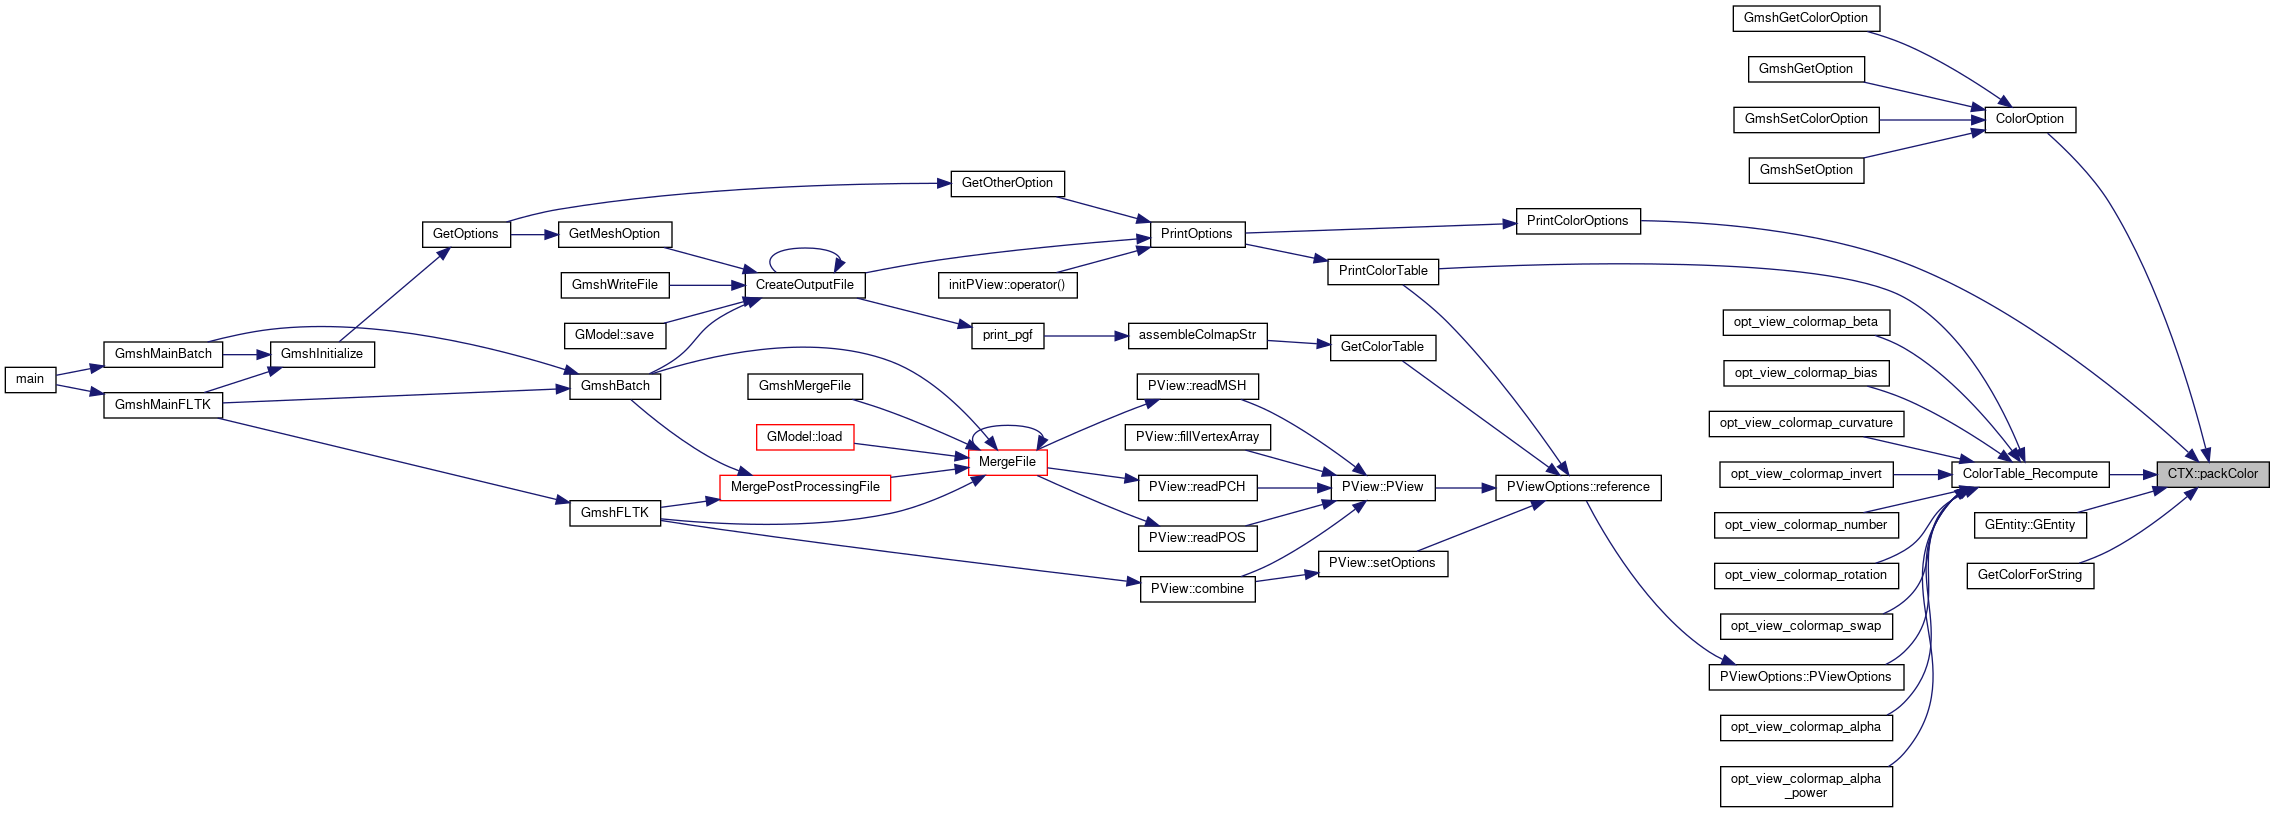 GmshGetColorOption
GmshGetOption
GmshSetColorOption
ColorOption
GmshSetOption
GetOtherOption
PrintColorOptions
GetOptions
GetMeshOption
PrintOptions
PrintColorTable
GmshWriteFile
CreateOutputFile
initPView::operator()
opt_view_colormap_beta
GModel::save
print_pgf
assembleColmapStr
GetColorTable
GmshMainBatch
GmshInitialize
main
GmshBatch
GmshMergeFile
PView::readMSH
opt_view_colormap_bias
GmshMainFLTK
opt_view_colormap_curvature
GModel::load
PView::fillVertexArray
MergeFile
opt_view_colormap_invert
ColorTable_Recompute
CTX::packColor
MergePostProcessingFile
PView::readPCH
PView::PView
PViewOptions::reference
GmshFLTK
opt_view_colormap_number
GEntity::GEntity
PView::readPOS
PView::setOptions
opt_view_colormap_rotation
GetColorForString
PView::combine
opt_view_colormap_swap
PViewOptions::PViewOptions
opt_view_colormap_alpha
opt_view_colormap_alpha
_power